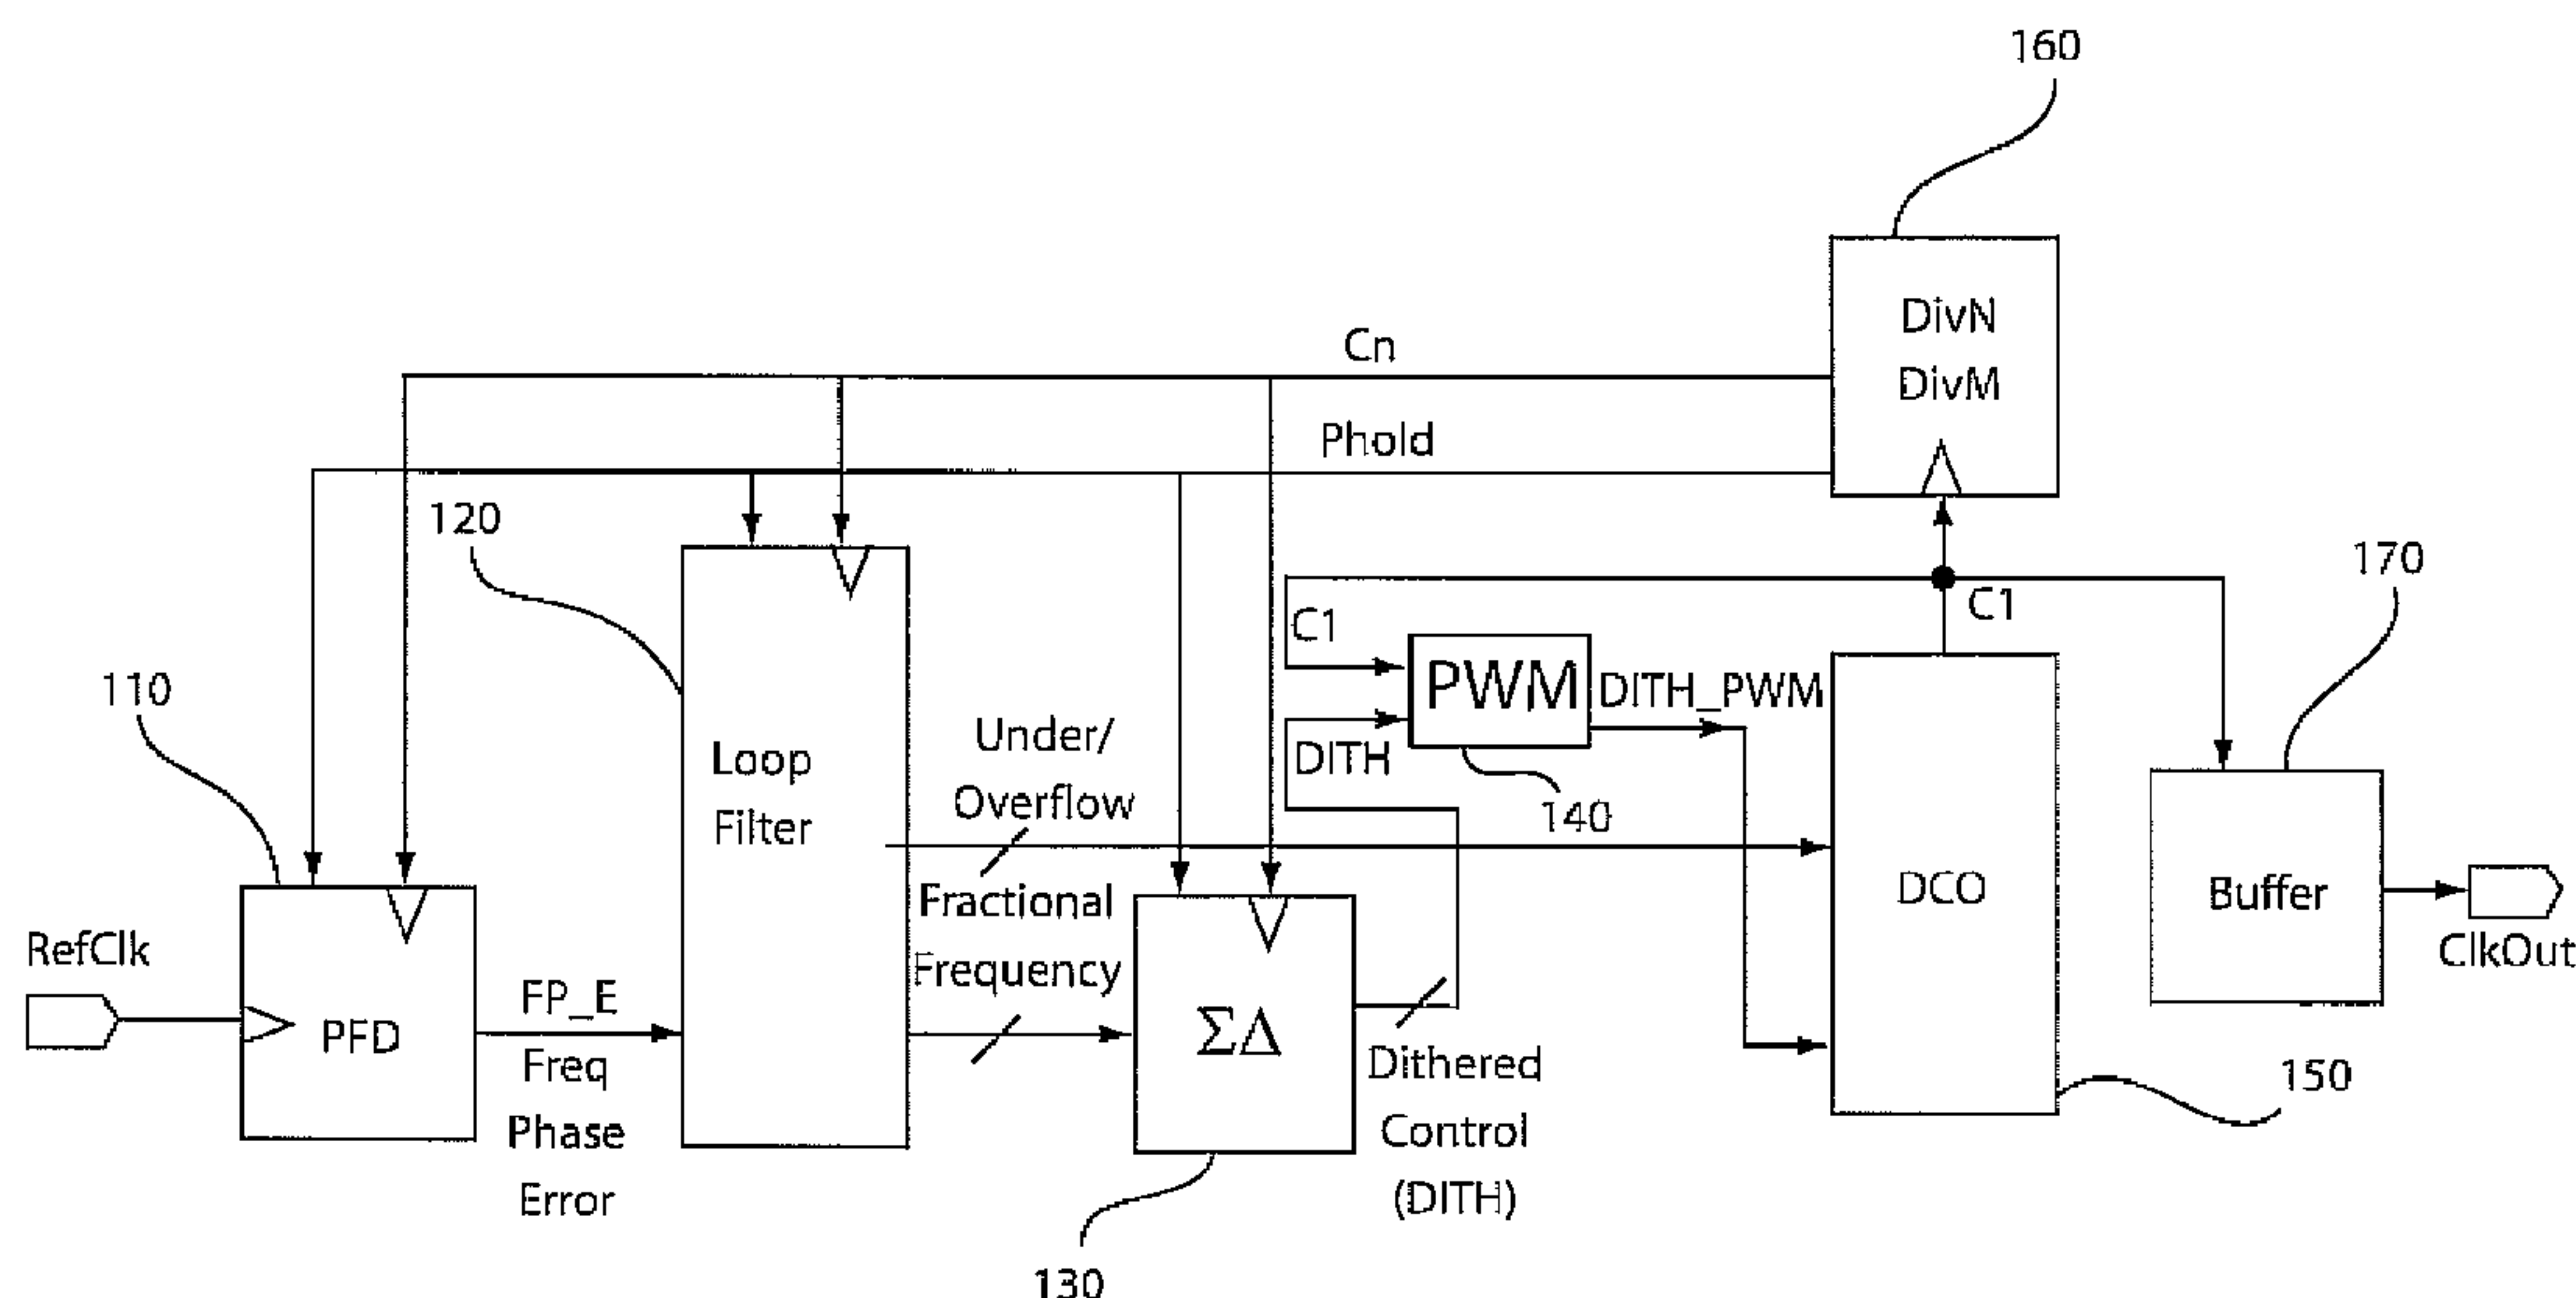 160
DivN
DivM
Cn
Phold
120
170
C1
C1
110
PWM
DITH_PWM
Under/
Overflow
DITH
140
Loop
Filter
Fractional
Frequency
DCO
Buffer
RefClk
ClkOut
FP_E
PFD
ΣΔ
Freq
Phase
Error
Dithered
Control
(DITH)
150
130